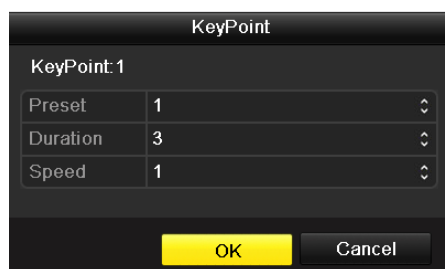 KeyPoint
KeyPoint:1
Preset 1
Duration 3
Speed 1
OK Cancel